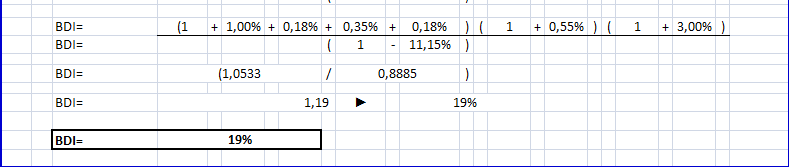 BDI= (1 + 1,00% + 0,18% + 0,35% + 0,18% ) ( 1 + 0,55% ) ( 1 + 3,00% )
BDI= ( 1 - 11,15% )
BDI= (1,0533 / 0,8885 )
BDI= 1,19 ► 19%
BDI= 19%